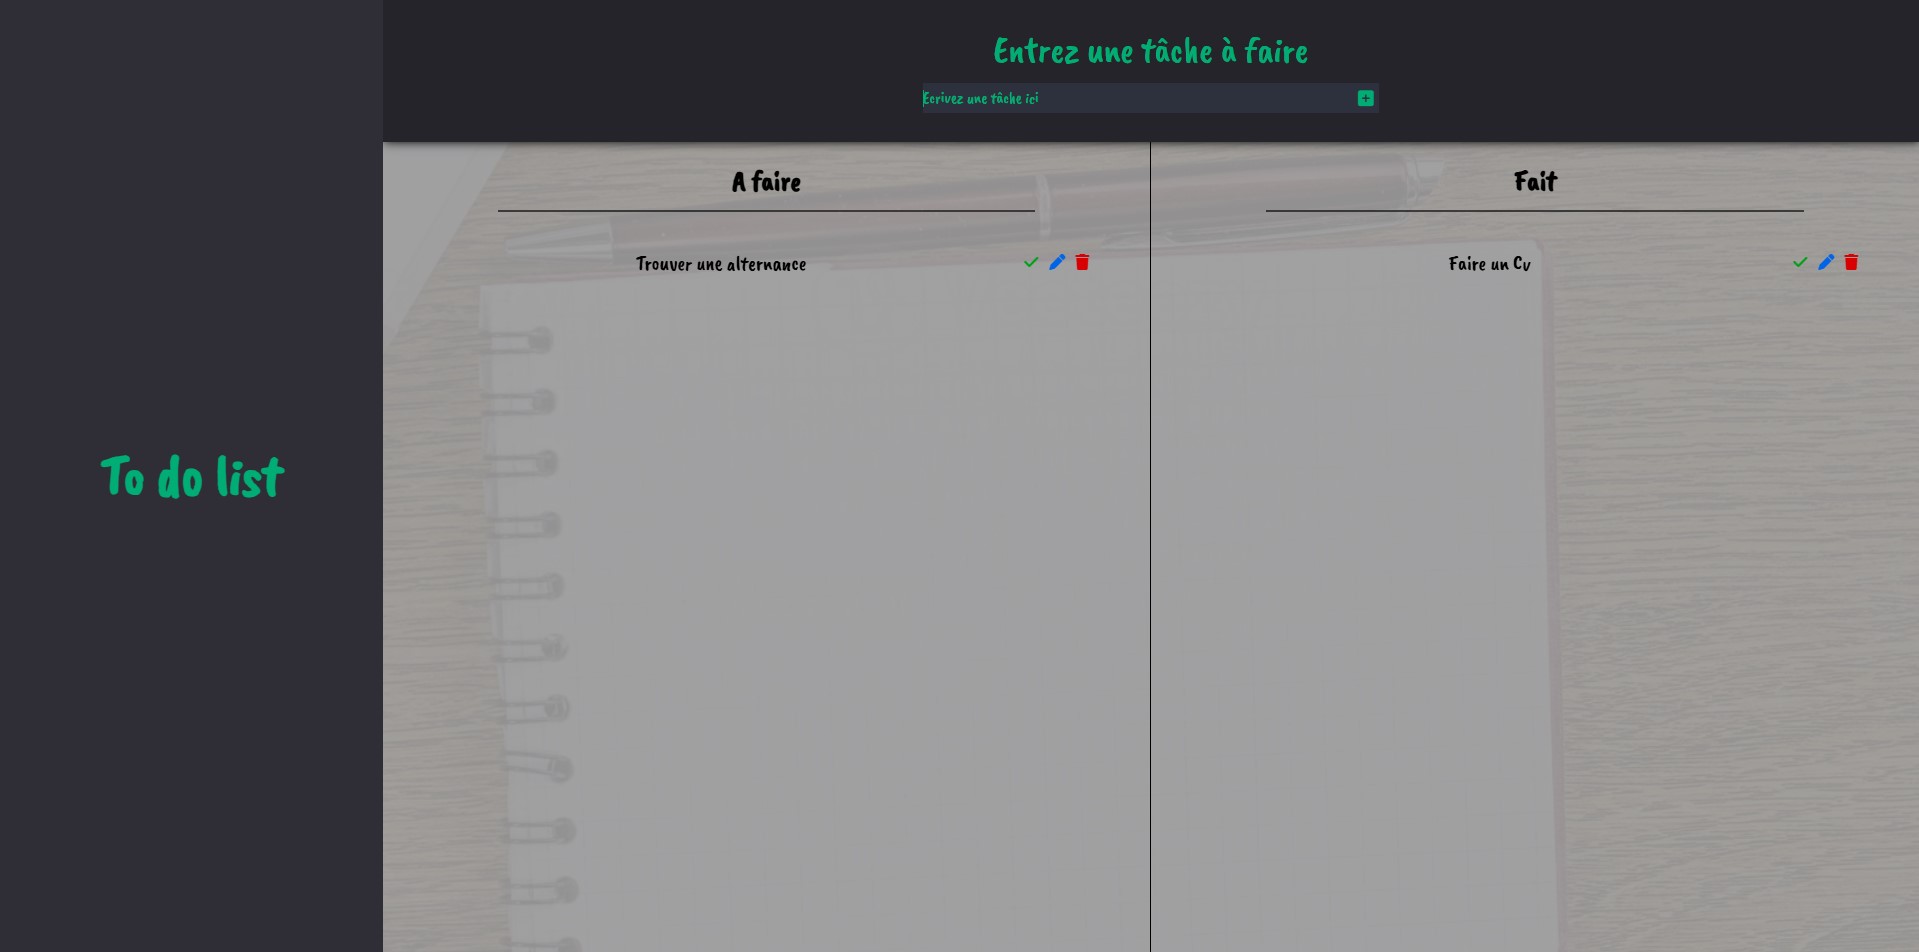 To do list
Entrez une tâche à faire
Ecrivez une tâche ici
A faire
Trouver une alternance
Fait
Faire un Cv